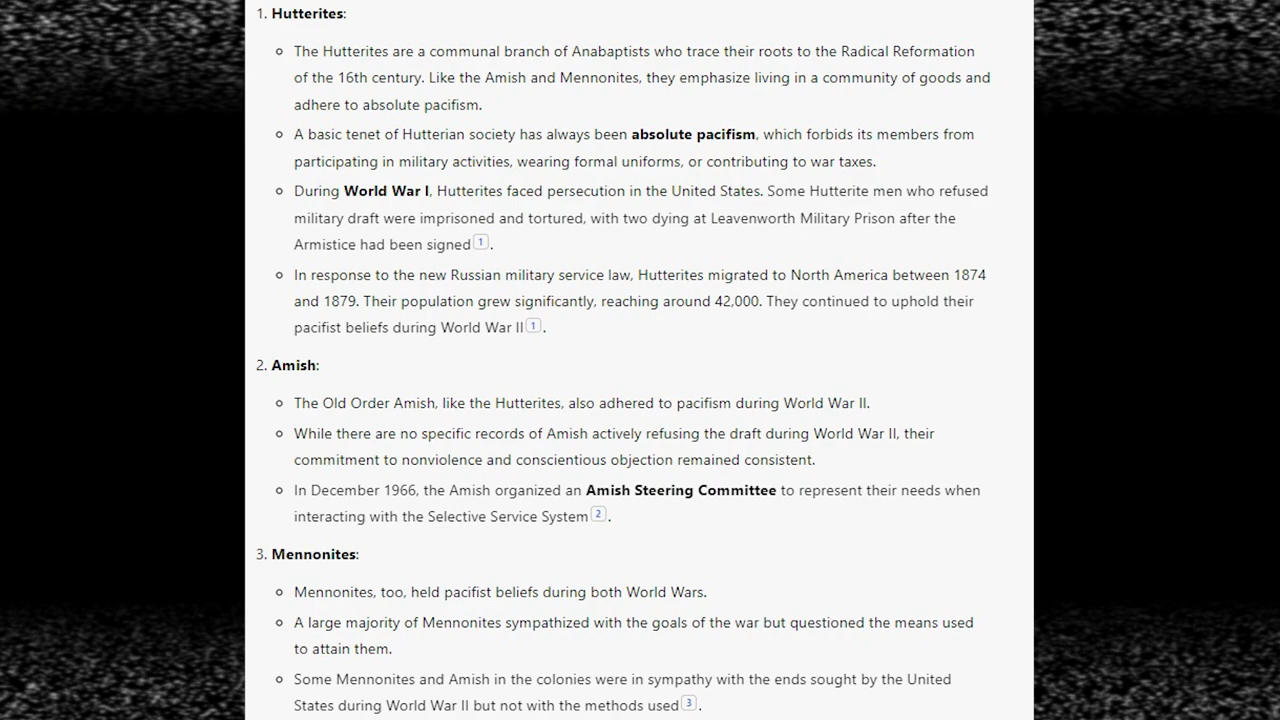 1. Hutterites:
The Hutterites are a communal branch of Anabaptists who trace their roots to the Radical Reformation
of the 16th century. Like the Amish and Mennonites, they emphasize living in a community of goods and
adhere to absolute pacifism.
A basic tenet of Hutterian society has always been absolute pacifism, which forbids its members from
participating in military activities, wearing formal uniforms, or contributing to war taxes.
During World War I, Hutterites faced persecution in the United States. Some Hutterite men who refused
military draft were imprisoned and tortured, with two dying at Leavenworth Military Prison after the
Armistice had been signed 1 .
In response to the new Russian military service law, Hutterites migrated to North America between 1874
and 1879. Their population grew significantly, reaching around 42,000. They continued to uphold their
pacifist beliefs during World War II 1 .
2. Amish:
The Old Order Amish, like the Hutterites, also adhered to pacifism during World War II.
While there are no specific records of Amish actively refusing the draft during World War II, their
commitment to nonviolence and conscientious objection remained consistent.
In December 1966, the Amish organized an Amish Steering Committee to represent their needs when
interacting with the Selective Service System 2 .
3. Mennonites:
Mennonites, too, held pacifist beliefs during both World Wars.
A large majority of Mennonites sympathized with the goals of the war but questioned the means used
to attain them.
Some Mennonites and Amish in the colonies were in sympathy with the ends sought by the United
States during World War II but not with the methods used 3 .